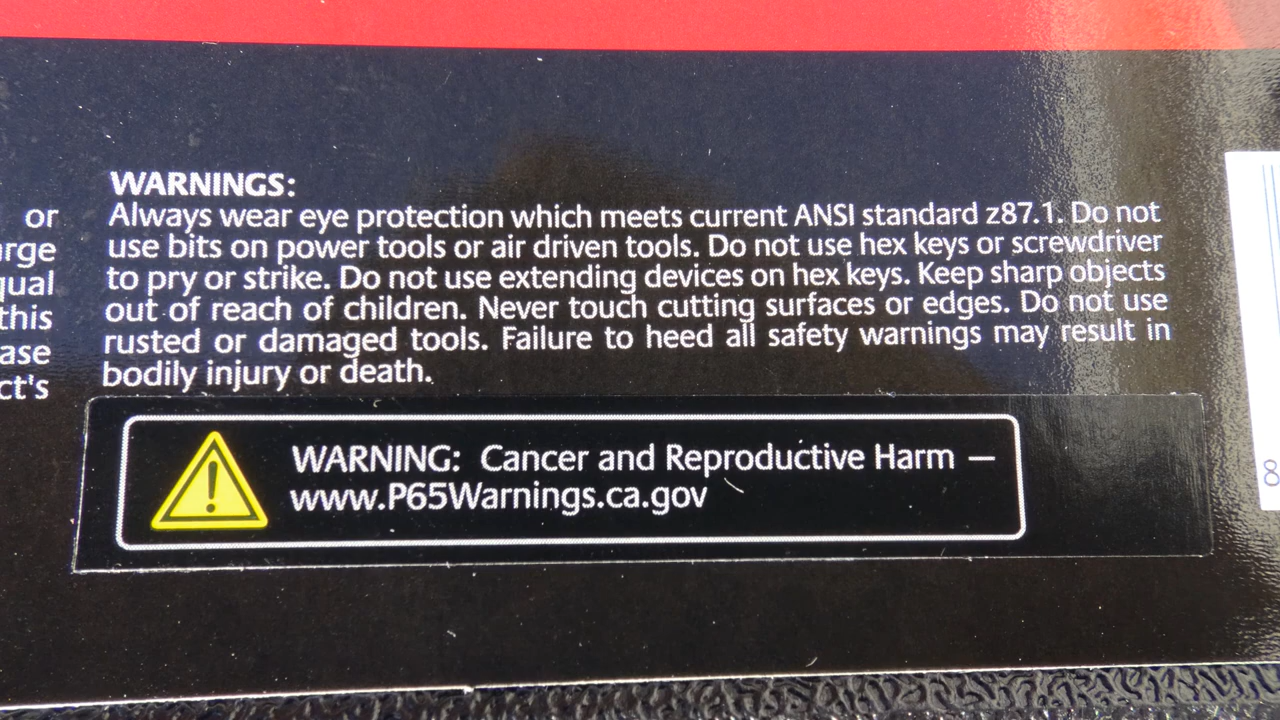 or
arge
qual
this
ase
ct's
WARNINGS:
Always wear eye protection which meets current ANSI standard z87.1. Do not
use bits on power tools or air driven tools. Do not use hex keys or screwdriver
to pry or strike. Do not use extending devices on hex keys. Keep sharp objects
out of reach of children. Never touch cutting surfaces or edges. Do not use
rusted or damaged tools. Failure to heed all safety warnings may result in
bodily injury or death.
WARNING: Cancer and Reproductive Harm —
www.P65Warnings.ca.gov
8